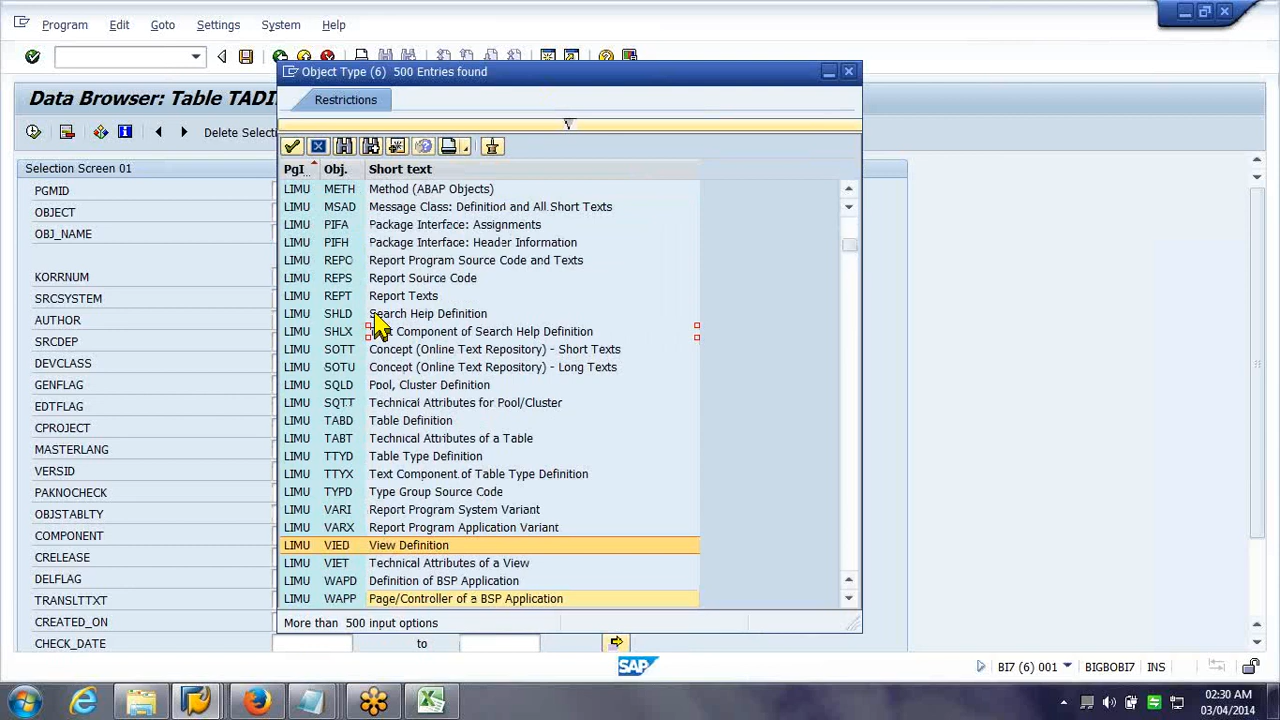 Program Edit Goto Settings System Help
Object Type (6) 500 Entries found
Data Browser: Table TADI
Restrictions
Delete Selecti
Selection Screen 01
PGMID
OBJECT
OBJ_NAME
KORRNUM
SRCSYSTEM
AUTHOR
SRCDEP
DEVCLASS
GENFLAG
EDTFLAG
CPROJECT
MASTERLANG
VERSID
PAKNOCHECK
OBJSTABLTY
COMPONENT
CRELEASE
DELFLAG
TRANSLTTXT
CREATED_ON
CHECK_DATE to
PgI... Obj. Short text
LIMU METH Method (ABAP Objects)
LIMU MSAD Message Class: Definition and All Short Texts
LIMU PIFA Package Interface: Assignments
LIMU PIFH Package Interface: Header Information
LIMU REPO Report Program Source Code and Texts
LIMU REPS Report Source Code
LIMU REPT Report Texts
LIMU SHLD Search Help Definition
LIMU SHLX Component of Search Help Definition
LIMU SOTT Concept (Online Text Repository) - Short Texts
LIMU SOTU Concept (Online Text Repository) - Long Texts
LIMU SQLD Pool, Cluster Definition
LIMU SQTT Technical Attributes for Pool/Cluster
LIMU TABD Table Definition
LIMU TABT Technical Attributes of a Table
LIMU TTYD Table Type Definition
LIMU TTYX Text Component of Table Type Definition
LIMU TYPD Type Group Source Code
LIMU VARI Report Program System Variant
LIMU VARX Report Program Application Variant
LIMU VIED View Definition
LIMU VIET Technical Attributes of a View
LIMU WAPD Definition of BSP Application
LIMU WAPP Page/Controller of a BSP Application
More than 500 input options
SAP
BI7 (6) 001 BIGBOBI7 INS
02:30 AM
03/04/2014